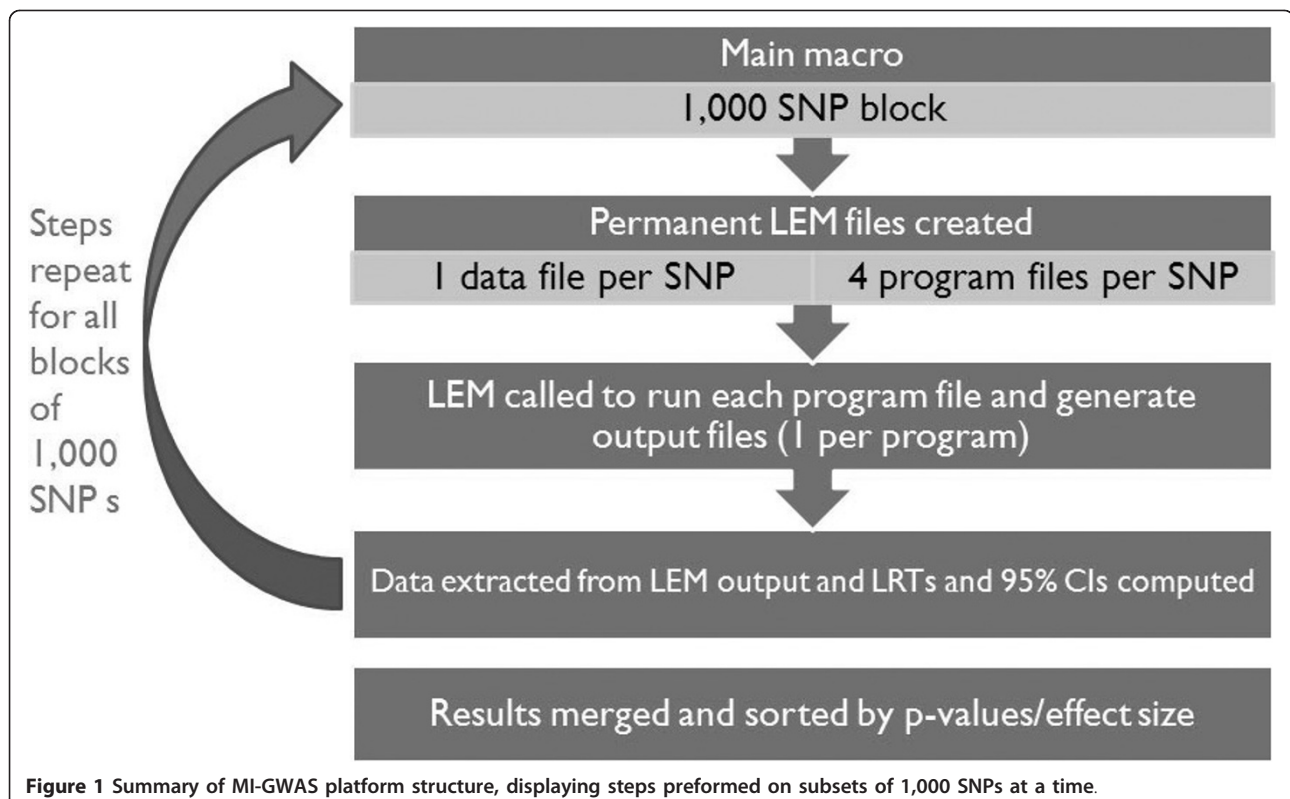 Main macro
1,000 SNP block
Steps
repeat
for all
blocks
of
1,000
SNP s
Permanent LEM files created
1 data file per SNP
4 program files per SNP
LEM called to run each program file and generate
output files (1 per program)
Data extracted from LEM output and LRTs and 95% CIs computed
Results merged and sorted by p-values/effect size
Figure 1 Summary of MI-GWAS platform structure, displaying steps preformed on subsets of 1,000 SNPs at a time.